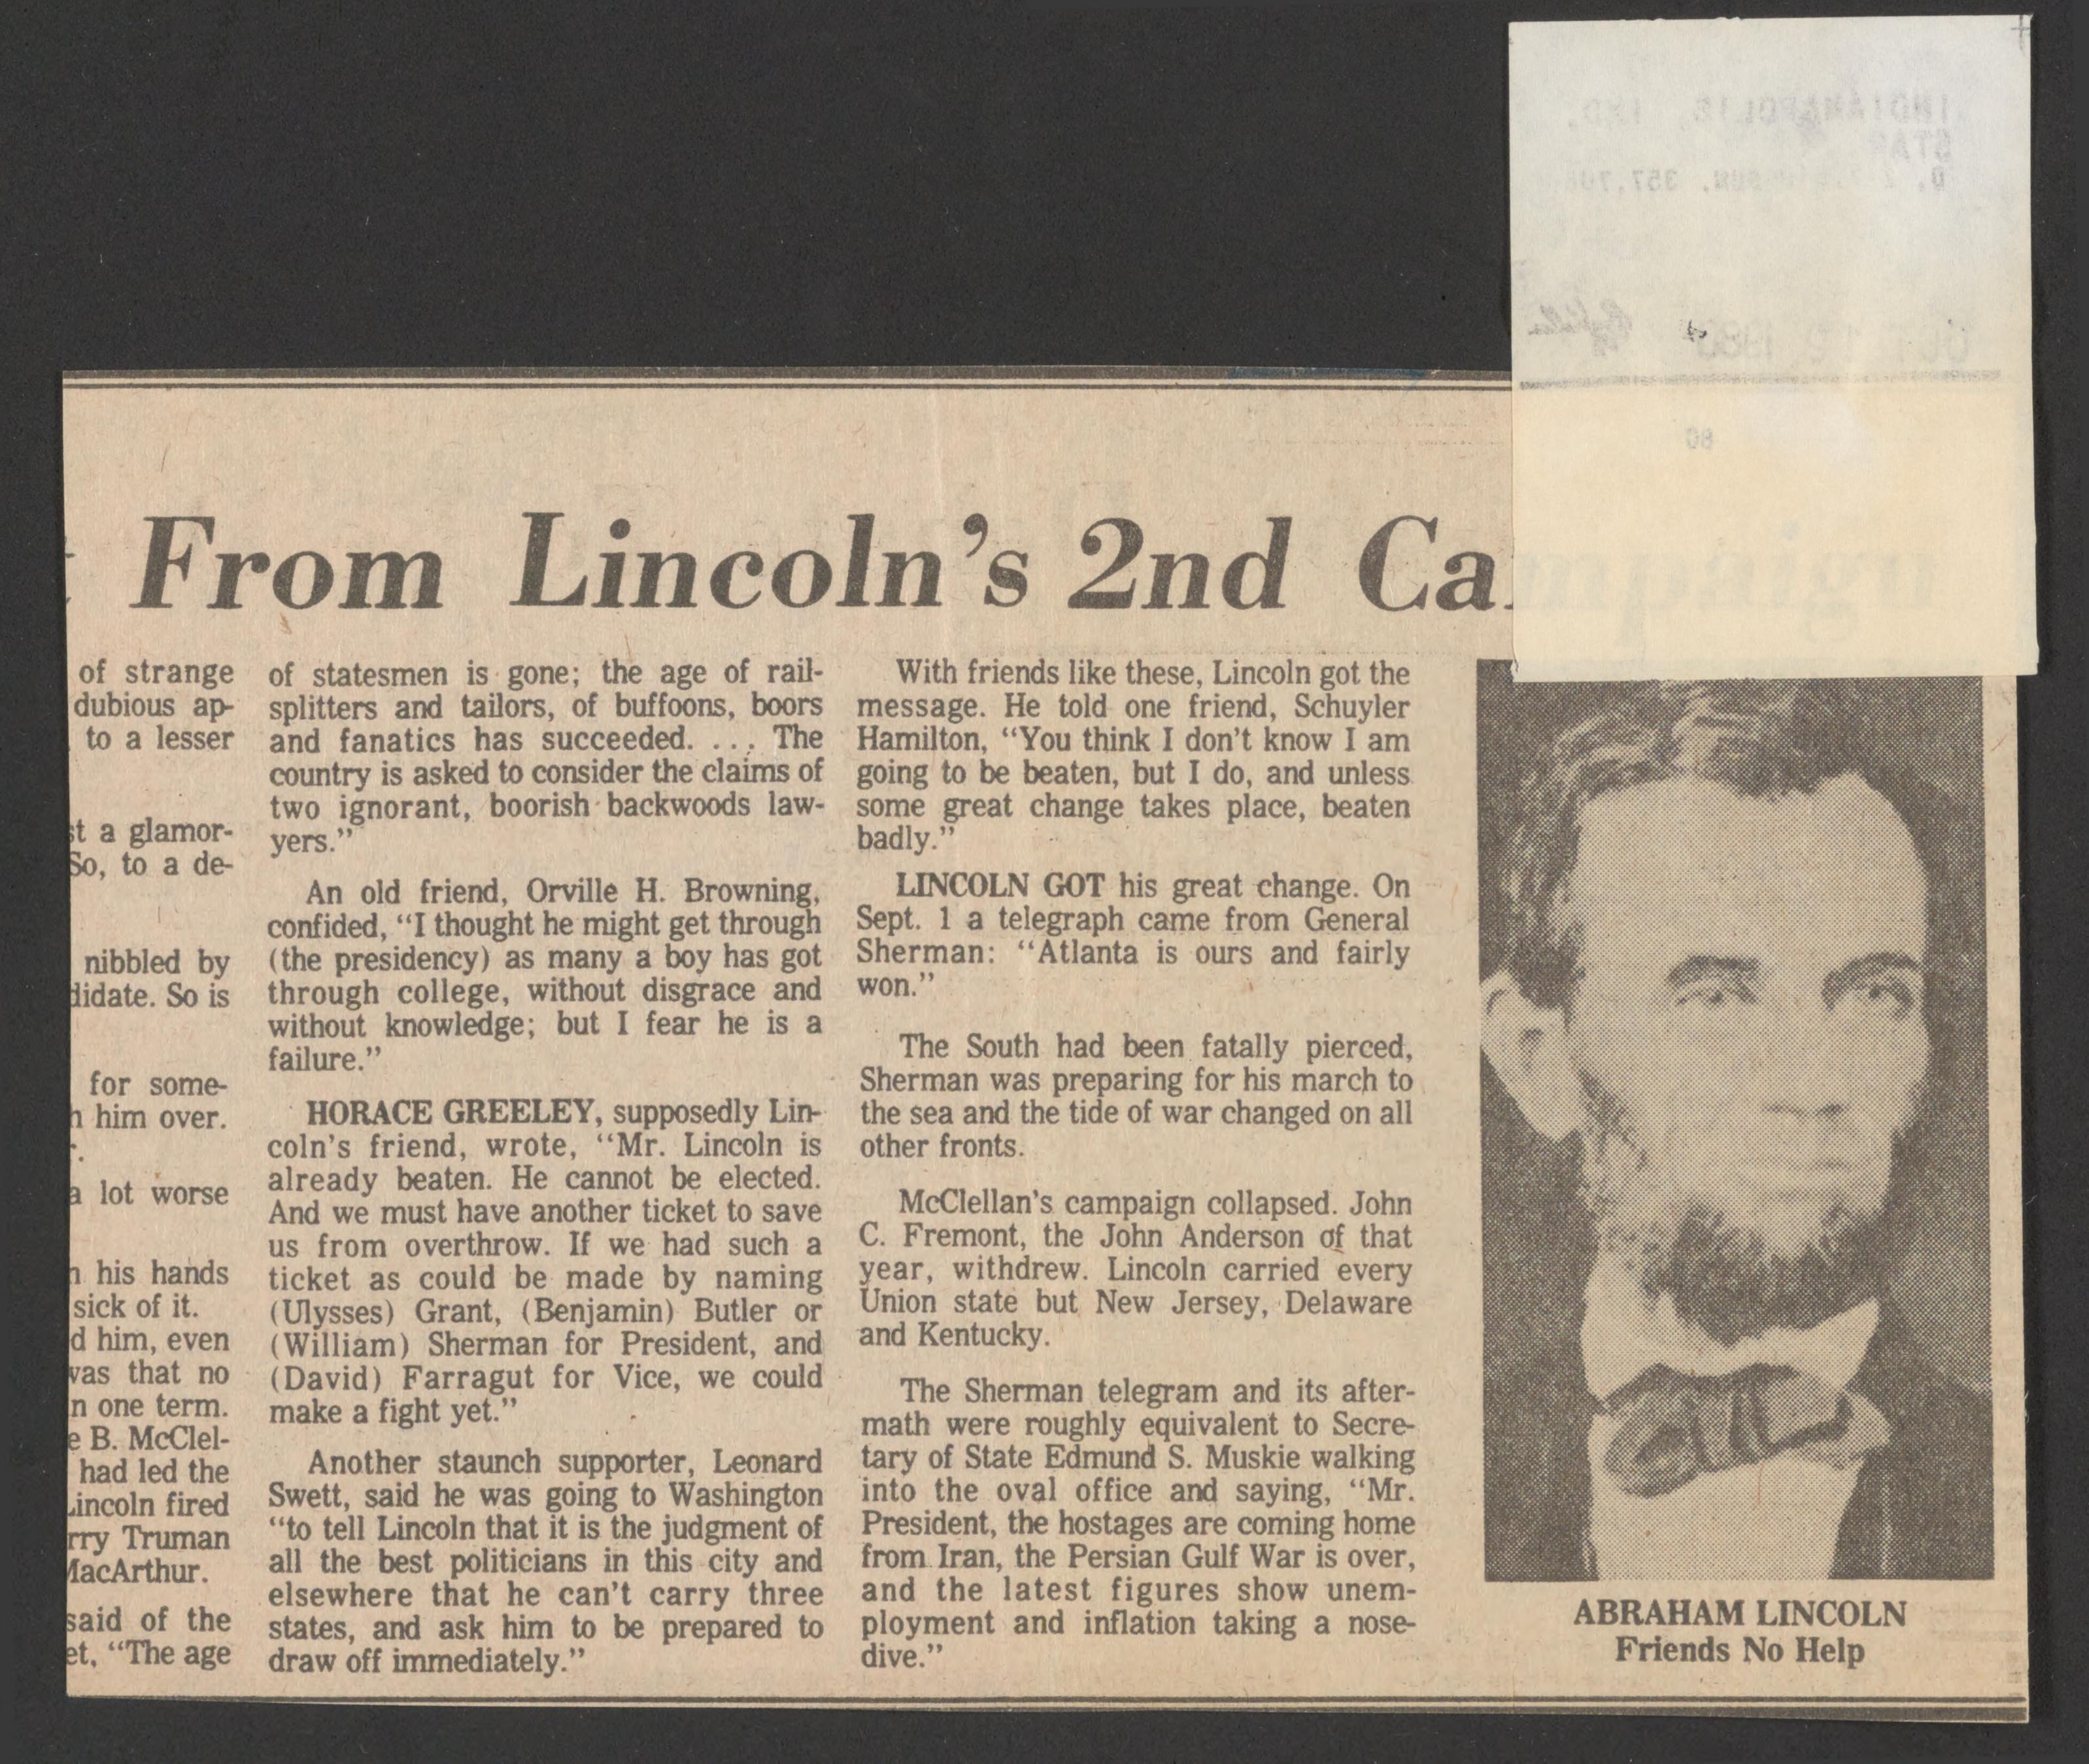 From Lincoln's 2nd Ca
of strange
dubious ap-
to a lesser
t a glamor-
So, to a de-
nibbled by
didate. So is
for some-
him over.
a lot worse
his hands
sick of it.
d him, even
was that no
n one term.
e B. McClel-
had led the
Lincoln fired
rry Truman
MacArthur.
said of the
et, “The age
of statesmen is gone; the age of rail-
splitters and tailors, of buffoons, boors
and fanatics has succeeded. ... The
country is asked to consider the claims of
two ignorant, boorish backwoods law-
yers.”
An old friend, Orville H. Browning,
confided, “I thought he might get through
(the presidency) as many a boy has got
through college, without disgrace and
without knowledge; but I fear he is a
failure.”
HORACE GREELEY, supposedly Lin-
coln's friend, wrote, “Mr. Lincoln is
already beaten. He cannot be elected.
And we must have another ticket to save
us from overthrow. If we had such a
ticket as could be made by naming
(Ulysses) Grant, (Benjamin) Butler or
(William) Sherman for President, and
(David) Farragut for Vice, we could
make a fight yet.”
Another staunch supporter, Leonard
Swett, said he was going to Washington
“to tell Lincoln that it is the judgment of
all the best politicians in this city and
elsewhere that he can't carry three
states, and ask him to be prepared to
draw off immediately.”
With friends like these, Lincoln got the
message. He told one friend, Schuyler
Hamilton, “You think I don't know I am
going to be beaten, but I do, and unless
some great change takes place, beaten
badly.”
LINCOLN GOT his great change. On
Sept. 1 a telegraph came from General
Sherman: “Atlanta is ours and fairly
won.”
The South had been fatally pierced,
Sherman was preparing for his march to
the sea and the tide of war changed on all
other fronts.
McClellan's campaign collapsed. John
C. Fremont, the John Anderson of that
year, withdrew. Lincoln carried every
Union state but New Jersey, Delaware
and Kentucky.
The Sherman telegram and its after-
math were roughly equivalent to Secre-
tary of State Edmund S. Muskie walking
into the oval office and saying, “Mr.
President, the hostages are coming home
from Iran, the Persian Gulf War is over,
and the latest figures show unem-
ployment and inflation taking a nose-
dive.”
ABRAHAM LINCOLN
Friends No Help
INDIANAPOLIS, IND.
STAR
SUN. 357,708
80